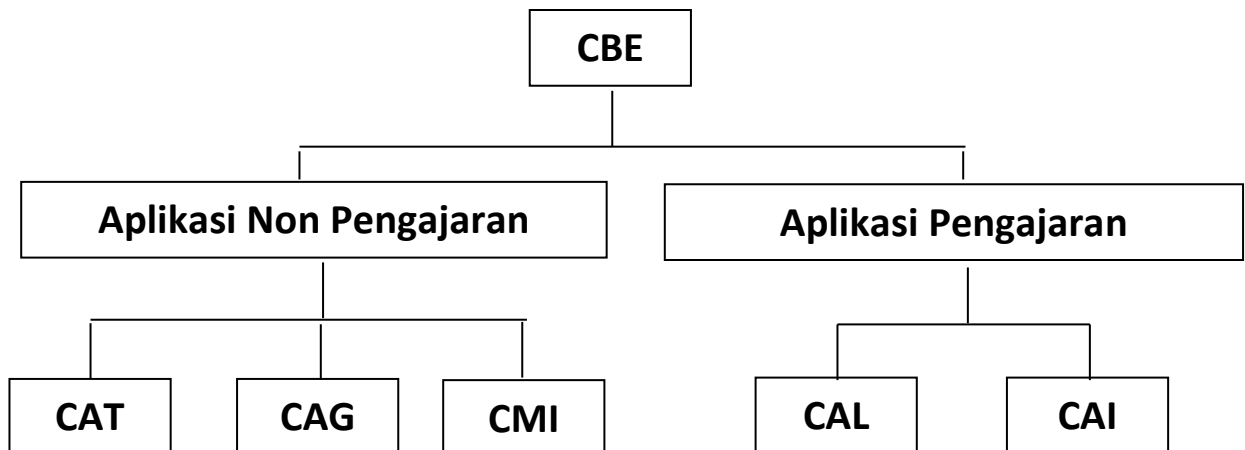 CBE
Aplikasi Non Pengajaran
Aplikasi Pengajaran
CAT
CAG
CMI
CAL
CAI